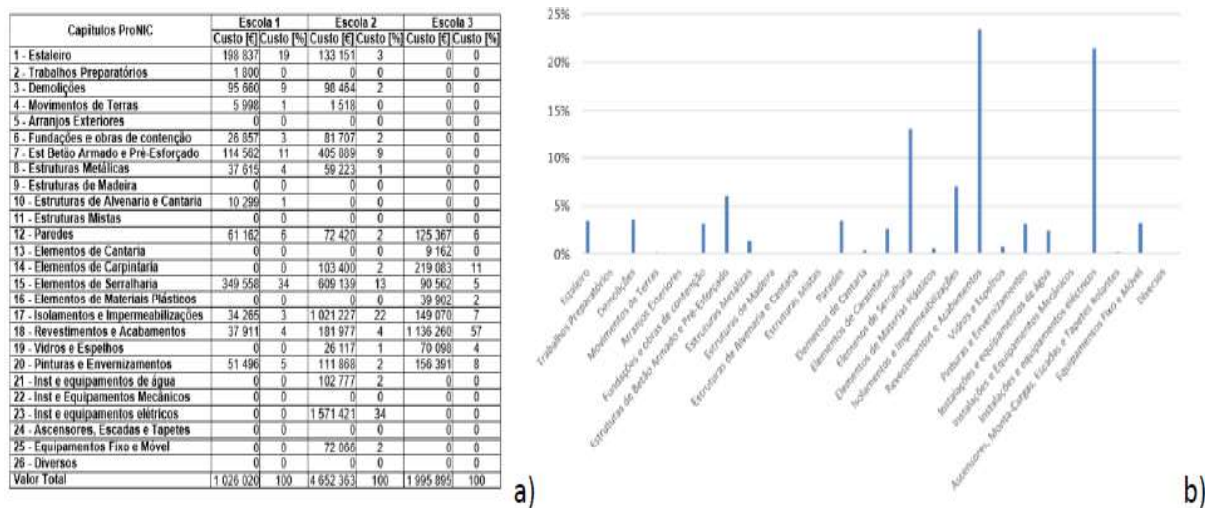 Capítulos ProNIC Escola 1 Escola 2 Escola 3
Custo [€] Custo [%] Custo [€] Custo [%] Custo [€] Custo [%]
1 - Estaleiro 198 837 19 133 151 3 0 0
2 - Trabalhos Preparatórios 1 800 0 0 0 0 0
3 - Demolições 95 660 9 98 464 2 0 0
4 - Movimentos de Terras 5 998 1 1 518 0 0 0
5 - Arranjos Exteriores 0 0 0 0 0 0
6 - Fundações e obras de contenção 26 857 3 81 707 2 0 0
7 - Est Betão Armado e Pré-Esforçado 114 562 11 405 889 9 0 0
8 - Estruturas Metálicas 37 615 4 59 223 1 0 0
9 - Estruturas de Madeira 0 0 0 0 0 0
10 - Estruturas de Alvenaria e Cantaria 10 299 1 0 0 0 0
11 - Estruturas Mistas 0 0 0 0 0 0
12 - Paredes 61 162 6 72 420 2 125 367 6
13 - Elementos de Cantaria 0 0 0 0 9 162 0
14 - Elementos de Carpintaria 0 0 103 400 2 219 083 11
15 - Elementos de Serralharia 349 558 34 609 139 13 90 562 5
16 - Elementos de Materiais Plásticos 0 0 0 0 39 902 2
17 - Isolamentos e Impermeabilizações 34 265 3 1 021 227 22 149 070 7
18 - Revestimentos e Acabamentos 37 911 4 181 977 4 1 136 260 57
19 - Vidros e Espelhos 0 0 26 117 1 70 098 4
20 - Pinturas e Envernizamentos 51 496 5 111 868 2 156 391 8
21 - Inst e equipamentos de água 0 0 102 777 2 0 0
22 - Inst e Equipamentos Mecânicos 0 0 0 0 0 0
23 - Inst e equipamentos elétricos 0 0 1 571 421 34 0 0
24 - Ascensores, Escadas e Tapetes 0 0 0 0 0 0
25 - Equipamentos Fixo e Móvel 0 0 72 066 2 0 0
26 - Diversos 0 0 0 0 0 0
Valor Total 1 026 020 100 4 652 363 100 1 995 895 100
a)
25%
20%
15%
10%
5%
0%
Trabalhos Preparatórios
Demolições
Movimentos de Terras
Arranjos Exteriores
Fundações e obras de contenção
Estruturas de Betão Armado e Pré-Esforçado
Estruturas Metálicas
Estruturas de Madeira
Estruturas de Alvenaria e Cantaria
Estruturas Mistas
Paredes
Elementos de Cantaria
Elementos de Carpintaria
Elementos de Serralharia
Elementos de Material Plástico
Isolamentos e Impermeabilizações
Revestimentos e Acabamentos
Vidros e Espelhos
Pinturas e Envernizamentos
Instalações e equipamentos de água
Instalações e Equipamentos Mecânicos
Instalações e equipamentos eléctricos
Ascensores, Monta-Cargas, Escadas e Tapetes Rolantes
Equipamentos Fixo e Móvel
Diversos
b)